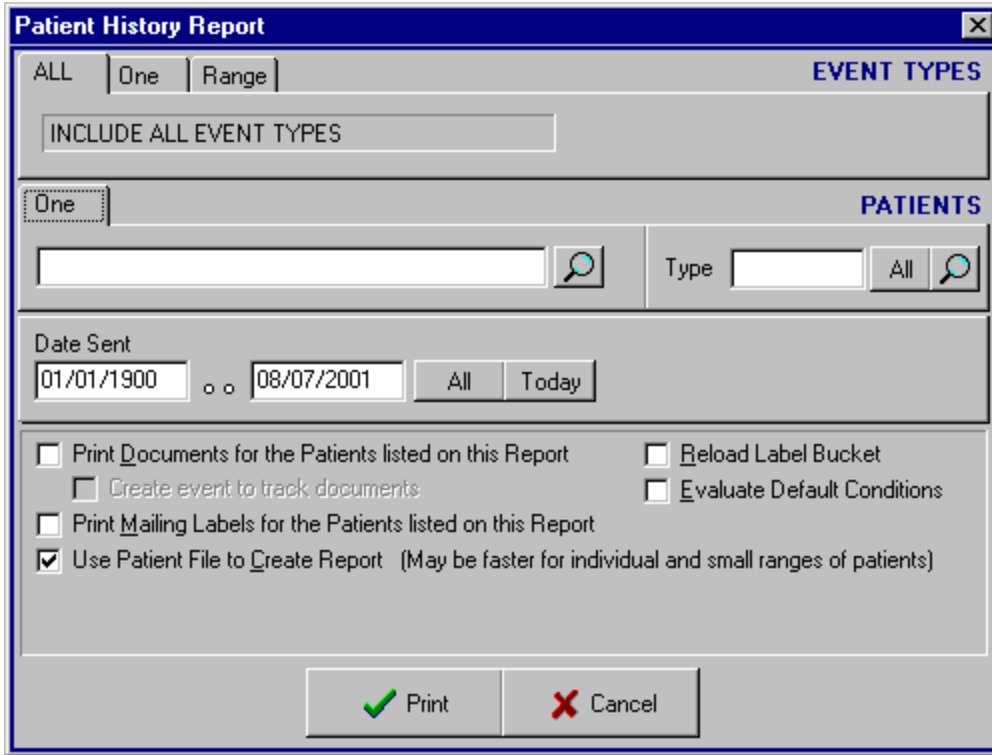 Patient History Report
ALL One Range EVENT TYPES
INCLUDE ALL EVENT TYPES
One PATIENTS
Type All
Date Sent
01/01/1900 o o 08/07/2001 All Today
Print Documents for the Patients listed on this Report Reload Label Bucket
Create event to track documents Evaluate Default Conditions
Print Mailing Labels for the Patients listed on this Report
Use Patient File to Create Report (May be faster for individual and small ranges of patients)
Print Cancel